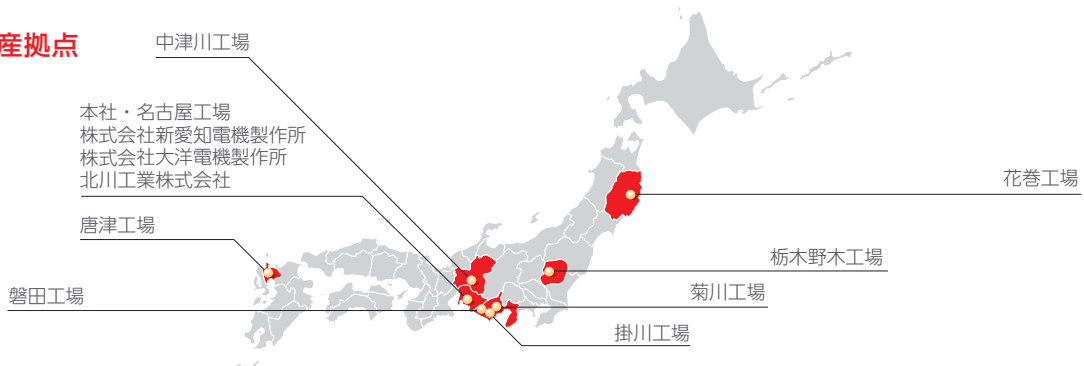 産拠点
中津川工場
本社・名古屋工場
株式会社新愛知電機製作所
株式会社大洋電機製作所
北川工業株式会社
唐津工場
磐田工場
花巻工場
栃木野木工場
菊川工場
掛川工場